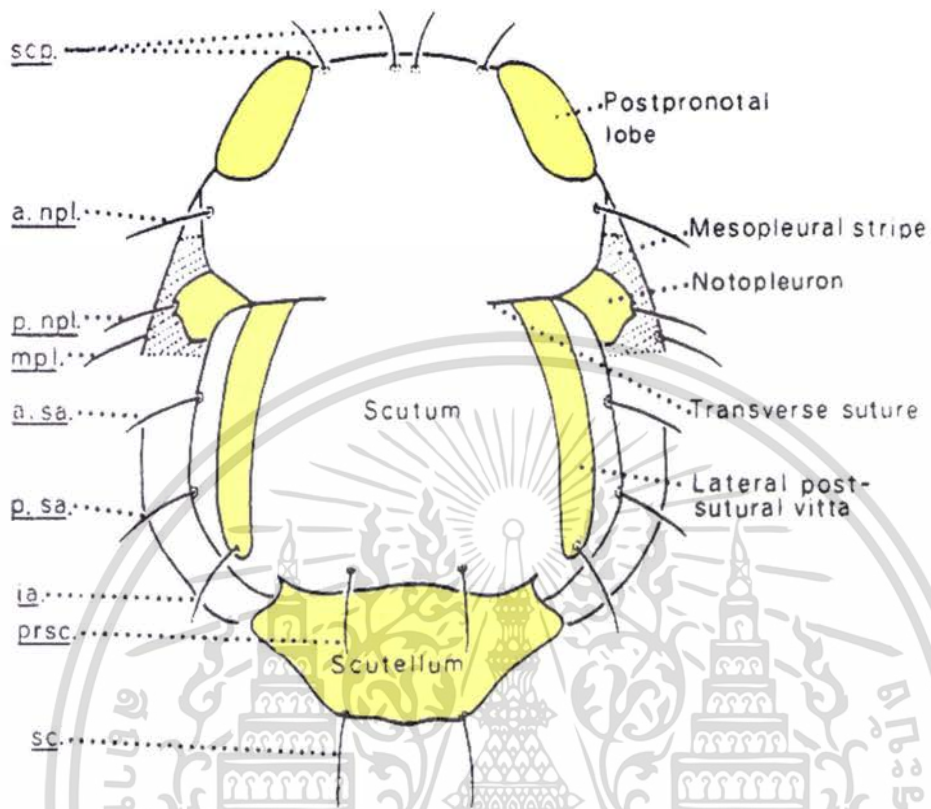 scp.
Postpronotal
lobe
a. npl.
Mesopleural stripe
Notopleuron
p. npl.
mpl.
a. sa.
Scutum
Transverse suture
p. sa.
Lateral post-
sutural vitta
ia.
prsc.
Scutellum
sc.